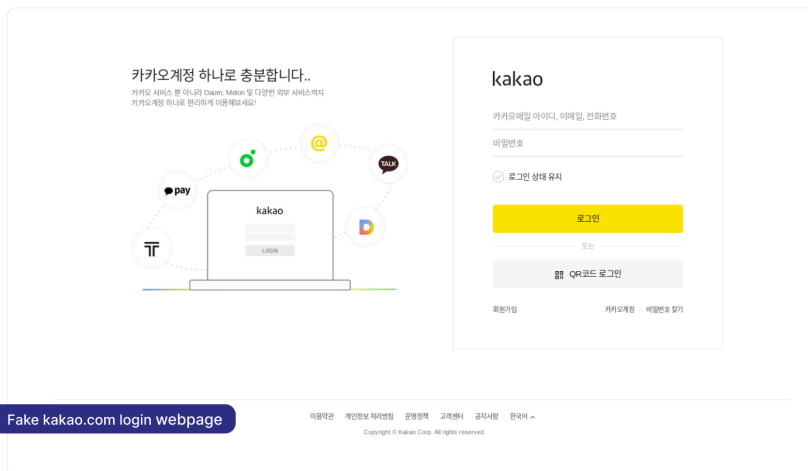 카카오계정 하나로 충분합니다..
카카오 서비스 뿐 아니라 Daum, Melon 및 다양한 외부 서비스까지
카카오계정 하나로 편리하게 이용해보세요!
@
TALK
pay
kakao
LOGIN
kakao
카카오메일 아이디, 이메일, 전화번호
비밀번호
로그인 상태 유지
로그인
또는
QR코드 로그인
회원가입 카카오계정 비밀번호 찾기
이용약관 개인정보 처리방침 운영정책 고객센터 공지사항 한국어
Copyright © Kakao Corp. All rights reserved.
Fake kakao.com login webpage